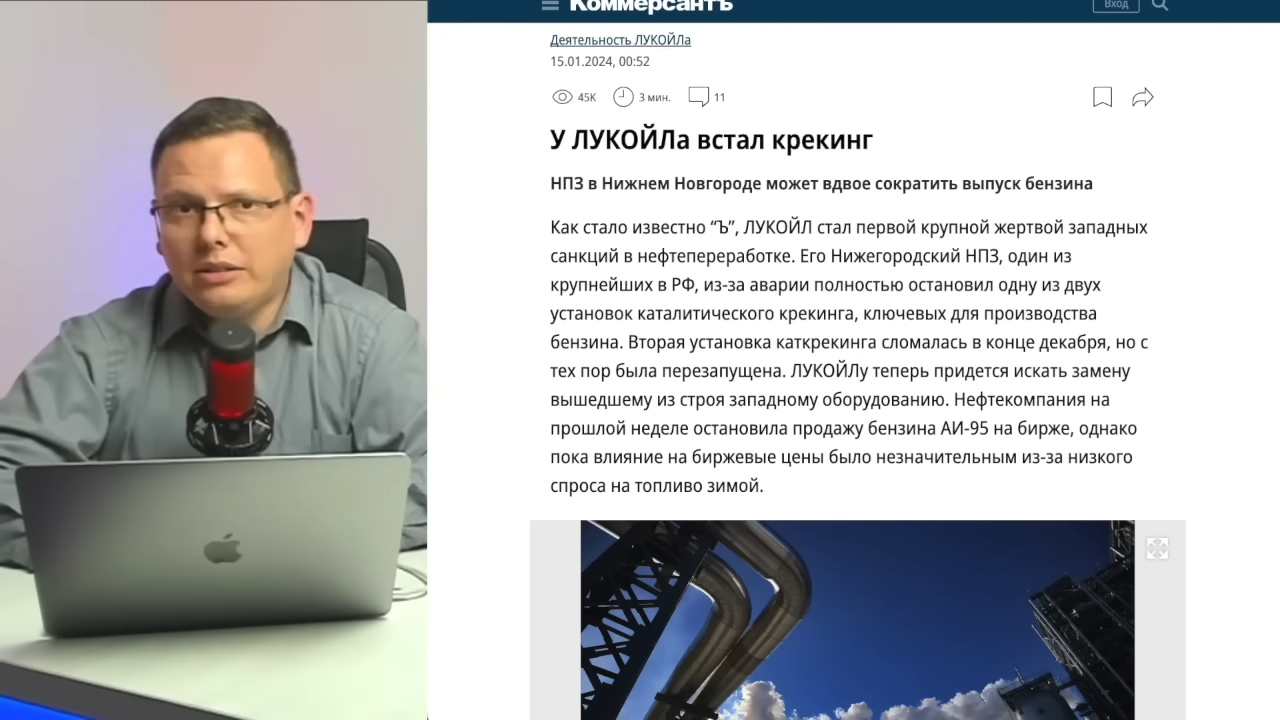 Коммерсантъ
Вход
Деятельность ЛУКОЙЛа
15.01.2024, 00:52
45K 3 мин. 11
У ЛУКОЙЛа встал крекинг
НПЗ в Нижнем Новгороде может вдвое сократить выпуск бензина
Как стало известно “Ъ”, ЛУКОЙЛ стал первой крупной жертвой западных
санкций в нефтепереработке. Его Нижегородский НПЗ, один из
крупнейших в РФ, из-за аварии полностью остановил одну из двух
установок каталитического крекинга, ключевых для производства
бензина. Вторая установка каткрекинга сломалась в конце декабря, но с
тех пор была перезапущена. ЛУКОЙЛу теперь придется искать замену
вышедшему из строя западному оборудованию. Нефтекомпания на
прошлой неделе остановила продажу бензина АИ-95 на бирже, однако
пока влияние на биржевые цены было незначительным из-за низкого
спроса на топливо зимой.